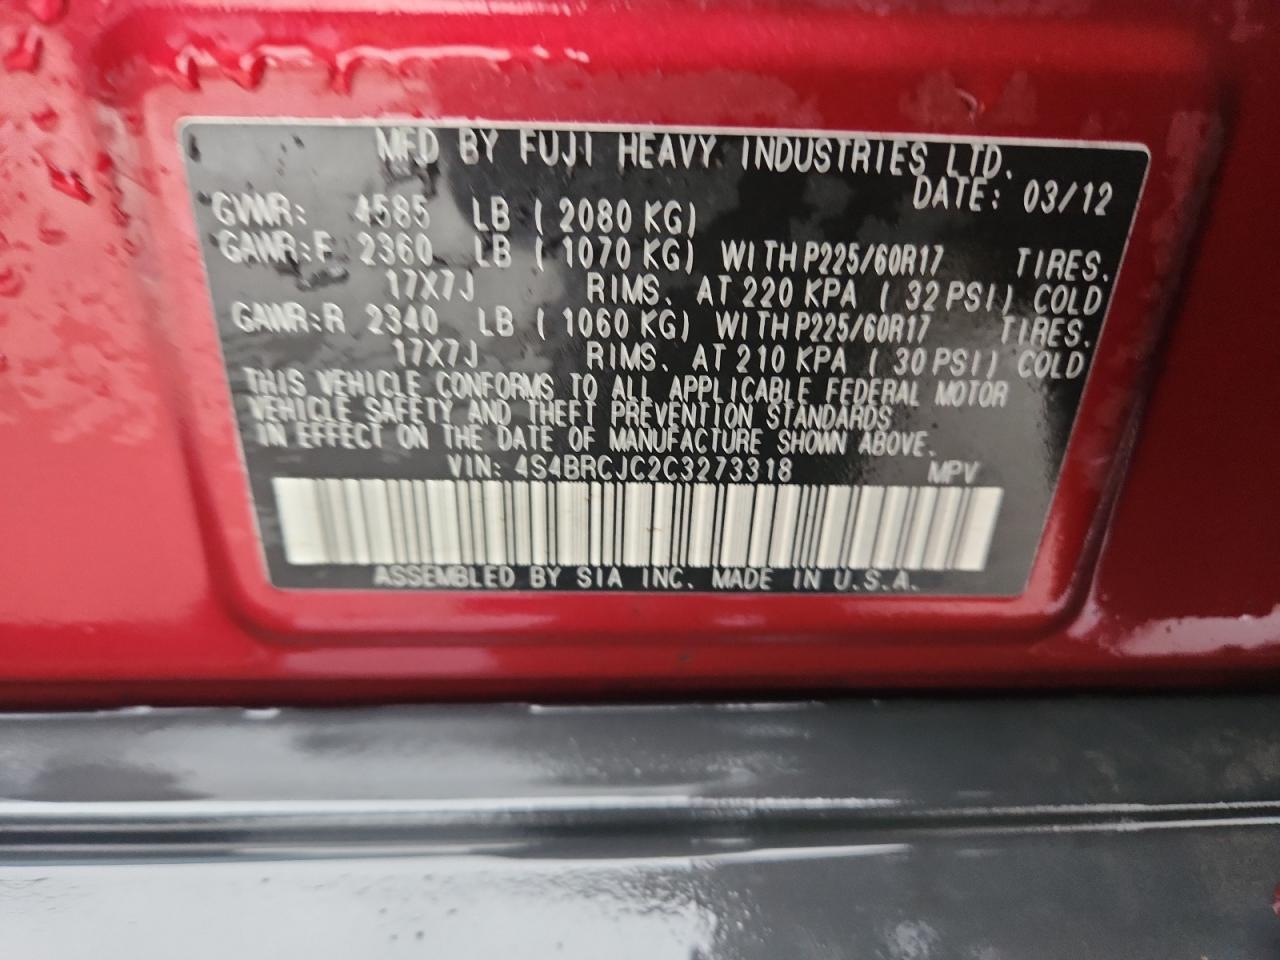 MFD BY FUJI HEAVY INDUSTRIES LTD.
DATE: 03/12
GVWR: 4585 LB ( 2080 KG)
GAWR:F 2360 LB ( 1070 KG) WITH P225/60R17 TIRES.
17X7J RIMS. AT 220 KPA ( 32 PSI) COLD
GAWR:R 2340 LB ( 1060 KG) WITH P225/60R17 TIRES.
17X7J RIMS. AT 210 KPA ( 30 PSI) COLD
THIS VEHICLE CONFORMS TO ALL APPLICABLE FEDERAL MOTOR
VEHICLE SAFETY AND THEFT PREVENTION STANDARDS
IN EFFECT ON THE DATE OF MANUFACTURE SHOWN ABOVE.
VIN: 4S4BRCJC2C3273318 MPV
ASSEMBLED BY SIA INC. MADE IN U.S.A.